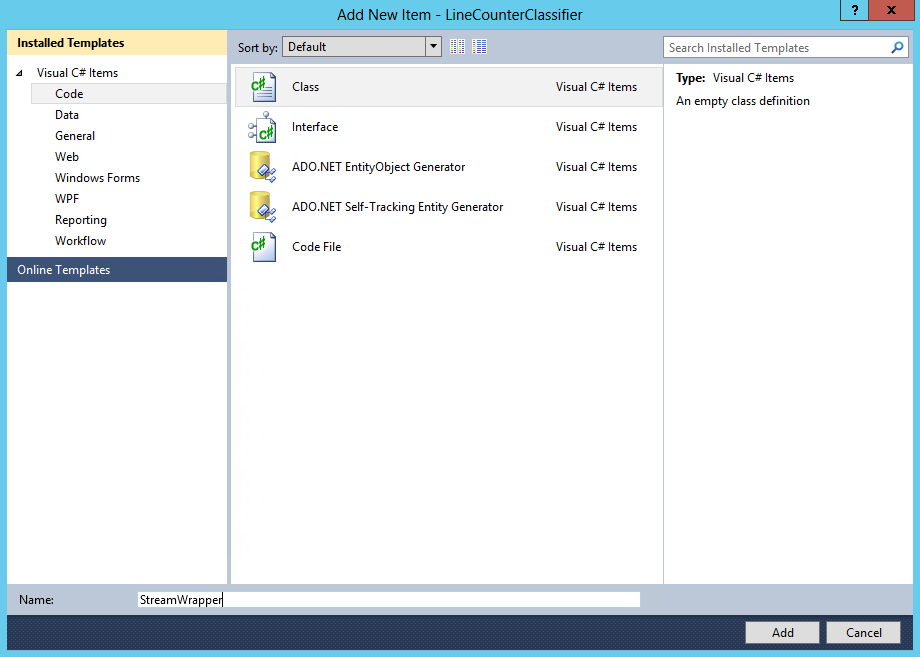 Add New Item - LineCounterClassifier
?
x
Installed Templates
Sort by: Default
Search Installed Templates
Visual C# Items
Code
Data
General
Web
Windows Forms
WPF
Reporting
Workflow
Online Templates
C# Class Visual C# Items
C# Interface Visual C# Items
ADO.NET EntityObject Generator Visual C# Items
ADO.NET Self-Tracking Entity Generator Visual C# Items
C# Code File Visual C# Items
Type: Visual C# Items
An empty class definition
Name: StreamWrapper
Add Cancel